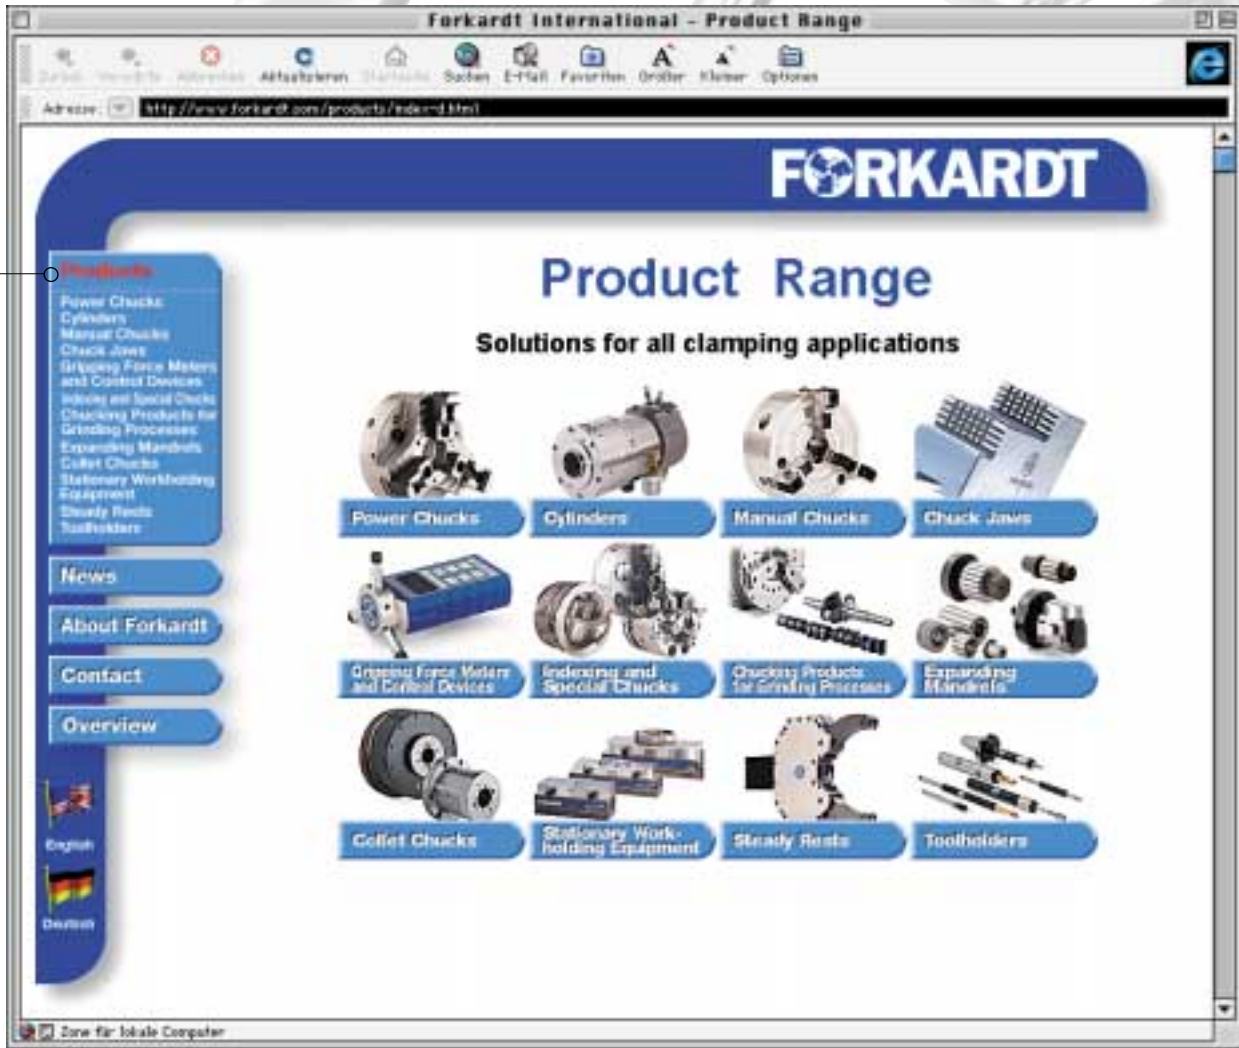 Forkardt International - Product Range
Zurück Vorwärts Abbrechen Aktualisieren Startseite Suchen E-Mail Favoriten Größer Kleiner Optionen
Adresse: http://www.forkardt.com/products/index-d.html
FORKARDT
Products
Power Chucks
Cylinders
Manual Chucks
Chuck Jaws
Gripping Force Meters
and Control Devices
Indexing and Special Chucks
Chucking Products for
Grinding Processes
Expanding Mandrels
Collet Chucks
Stationary Workholding
Equipment
Steady Rests
Toolholders
News
About Forkardt
Contact
Overview
English
Deutsch
Product Range
Solutions for all clamping applications
Power Chucks
Cylinders
Manual Chucks
Chuck Jaws
Gripping Force Meters
and Control Devices
Indexing and
Special Chucks
Chucking Products
for Grinding Processes
Expanding
Mandrels
Collet Chucks
Stationary Work-
holding Equipment
Steady Rests
Toolholders
Zone für lokale Computer